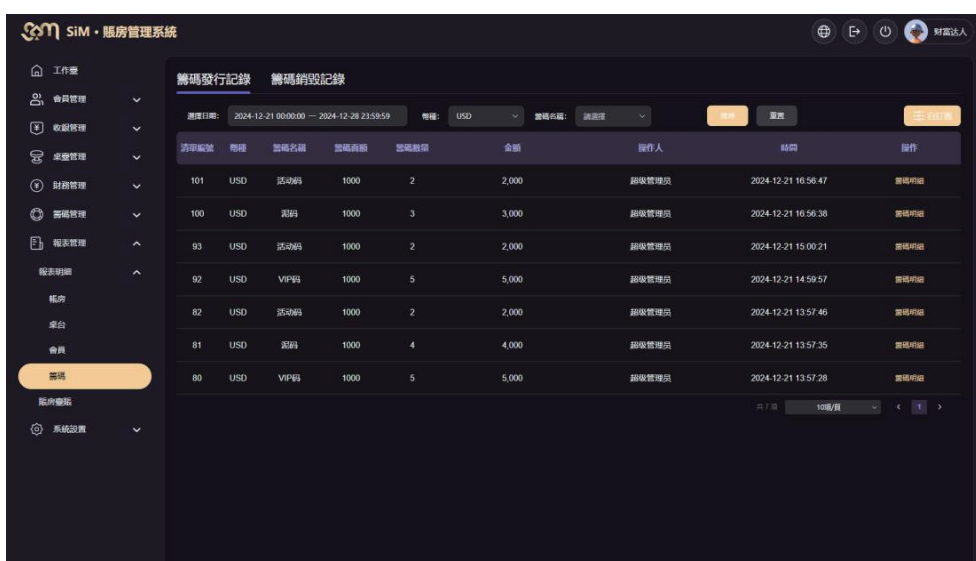 SiM・賬房管理系統
財富达人
工作臺
會員管理
收銀管理
桌臺管理
財務管理
籌碼管理
報表管理
報表明細
帳房
桌台
會員
籌碼
賬房臺賬
系統設置
籌碼發行記錄 籌碼銷毀記錄
選擇日期: 2024-12-21 00:00:00 — 2024-12-28 23:59:59 幣種: USD 籌碼名稱: 請選擇 搜尋 重置
清單編號 幣種 籌碼名稱 籌碼面額 籌碼數量 金額 操作人 時間 操作
101 USD 活动码 1000 2 2,000 超级管理员 2024-12-21 16:56:47 籌碼明細
100 USD 泥码 1000 3 3,000 超级管理员 2024-12-21 16:56:38 籌碼明細
93 USD 活动码 1000 2 2,000 超级管理员 2024-12-21 15:00:21 籌碼明細
92 USD VIP码 1000 5 5,000 超级管理员 2024-12-21 14:59:57 籌碼明細
82 USD 活动码 1000 2 2,000 超级管理员 2024-12-21 13:57:46 籌碼明細
81 USD 泥码 1000 4 4,000 超级管理员 2024-12-21 13:57:35 籌碼明細
80 USD VIP码 1000 5 5,000 超级管理员 2024-12-21 13:57:28 籌碼明細
共 7 項 10項/頁 1